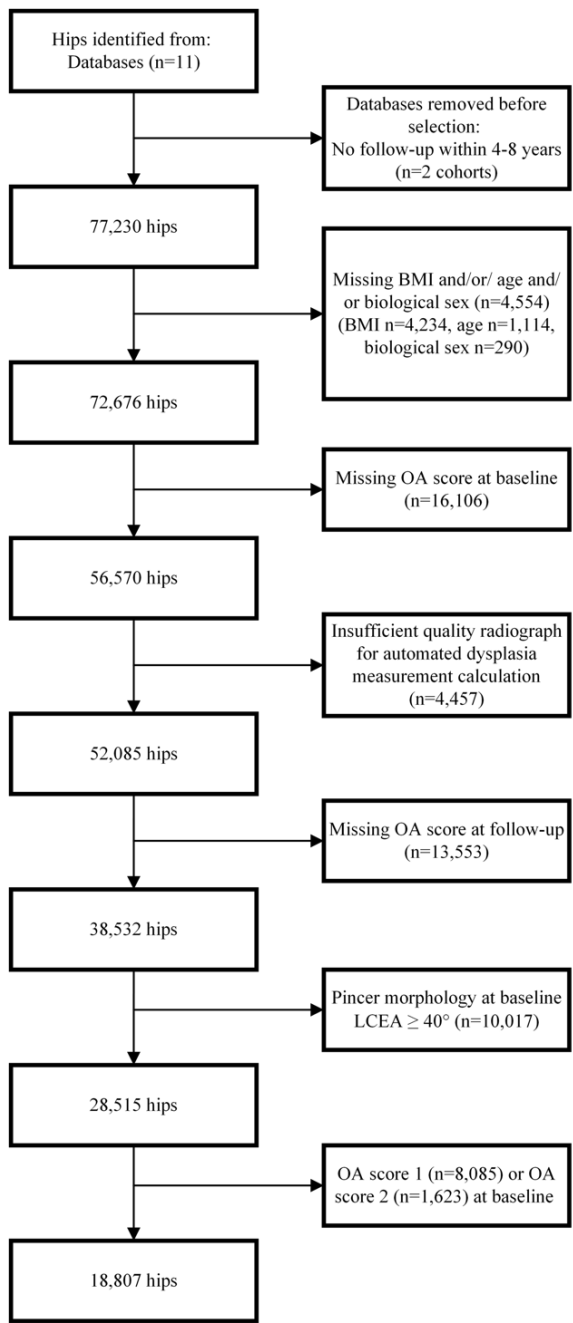 Hips identified from:
Databases (n=11)
Databases removed before
selection:
No follow-up within 4-8 years
(n=2 cohorts)
77,230 hips
Missing BMI and/or/ age and/
or biological sex (n=4,554)
(BMI n=4,234, age n=1,114,
biological sex n=290)
72,676 hips
Missing OA score at baseline
(n=16,106)
56,570 hips
Insufficient quality radiograph
for automated dysplasia
measurement calculation
(n=4,457)
52,085 hips
Missing OA score at follow-up
(n=13,553)
38,532 hips
Pincer morphology at baseline
LCEA ≥ 40° (n=10,017)
28,515 hips
OA score 1 (n=8,085) or OA
score 2 (n=1,623) at baseline
18,807 hips